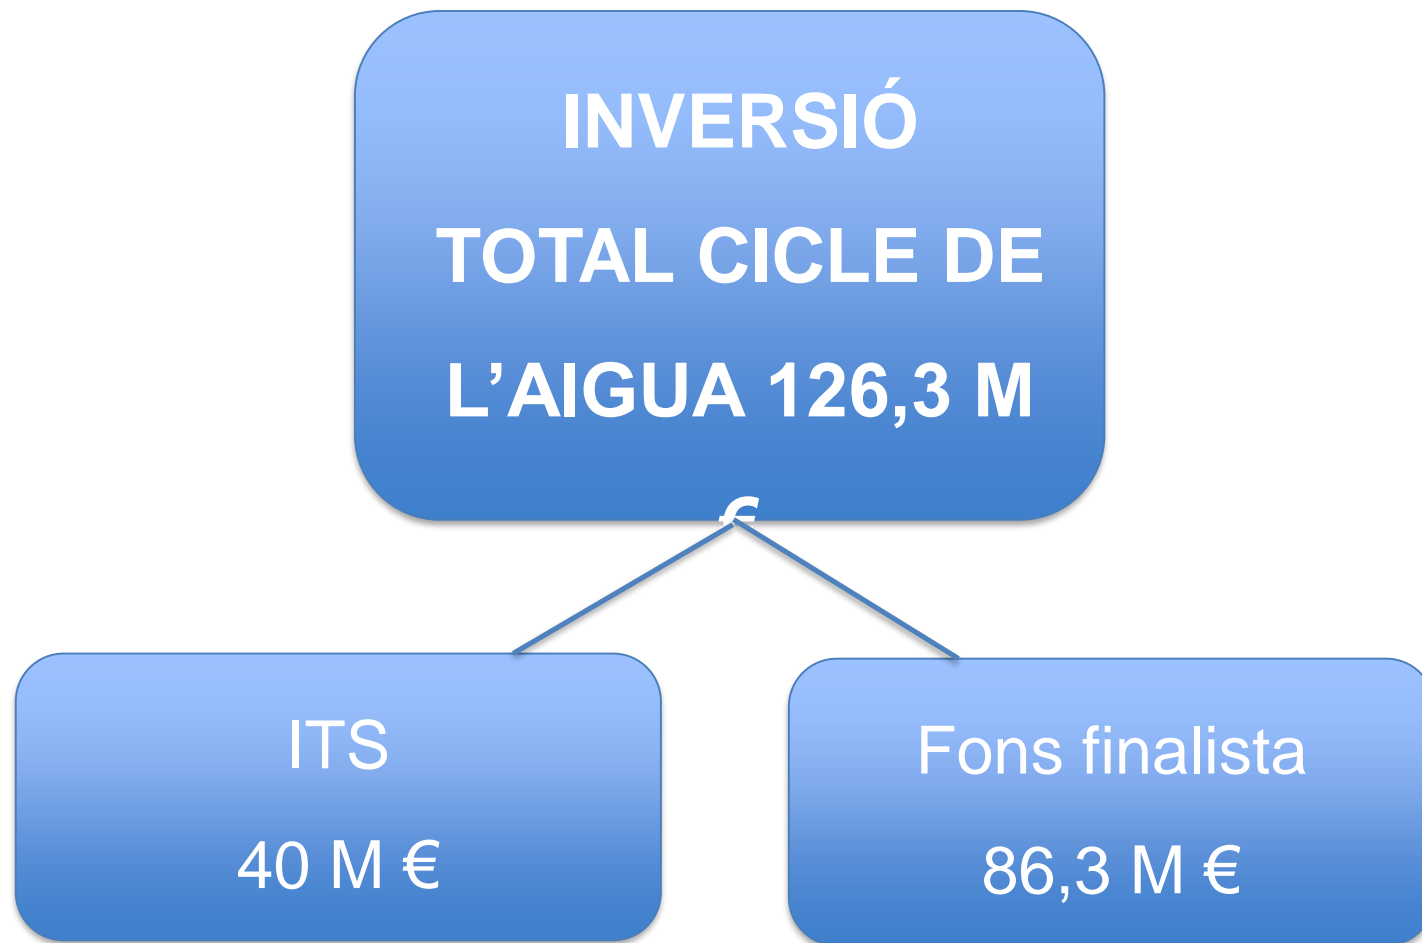 INVERSIÓ
TOTAL CICLE DE
L’AIGUA 126,3 M
€
ITS
40 M €
Fons finalista
86,3 M €